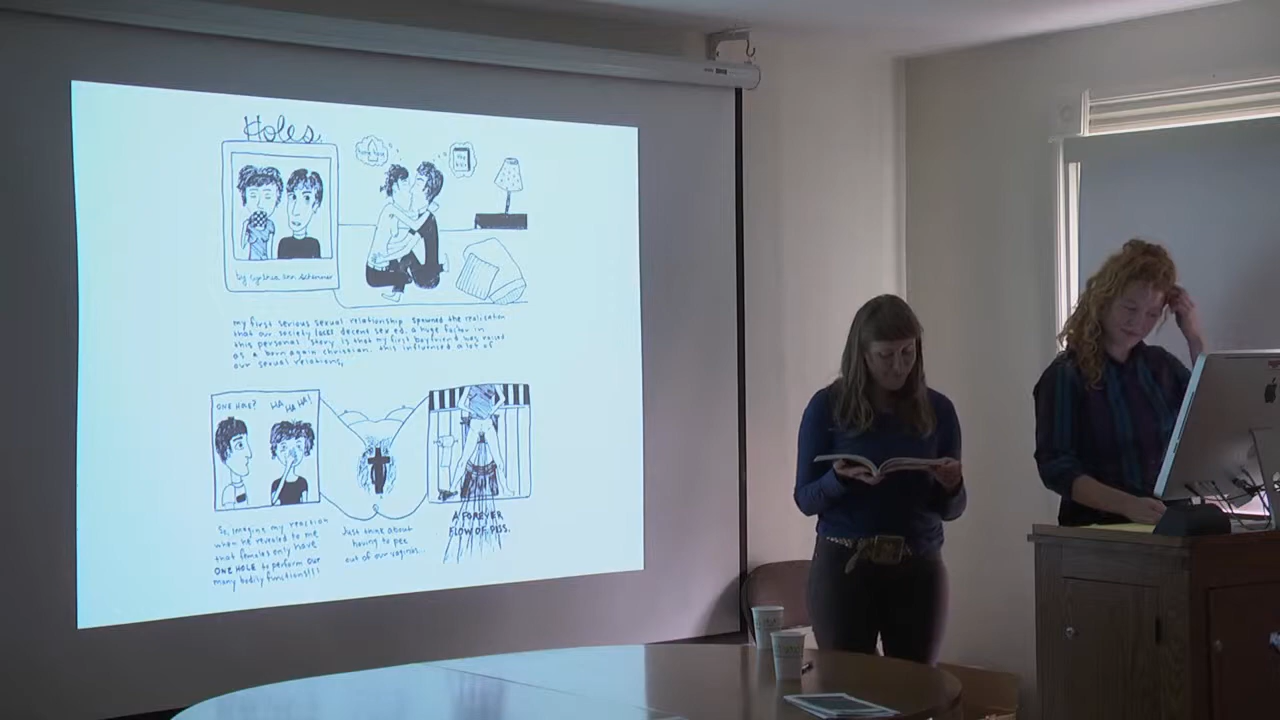 Holes.
by Cynthia Ann Schemmer
my first serious sexual relationship spawned the realization
that our society lacks decent sex ed. a huge factor in
this personal story is that my first boyfriend was raised
as a born again christian. this influenced a lot of
our sexual relations,
ONE HOLE?
HA HA HA!
So, imagine my reaction
when he revealed to me
that females only have
ONE HOLE to perform our
many bodily functions!!!
Just think about
having to pee
out of our vaginas...
A FOREVER
FLOW OF PISS.